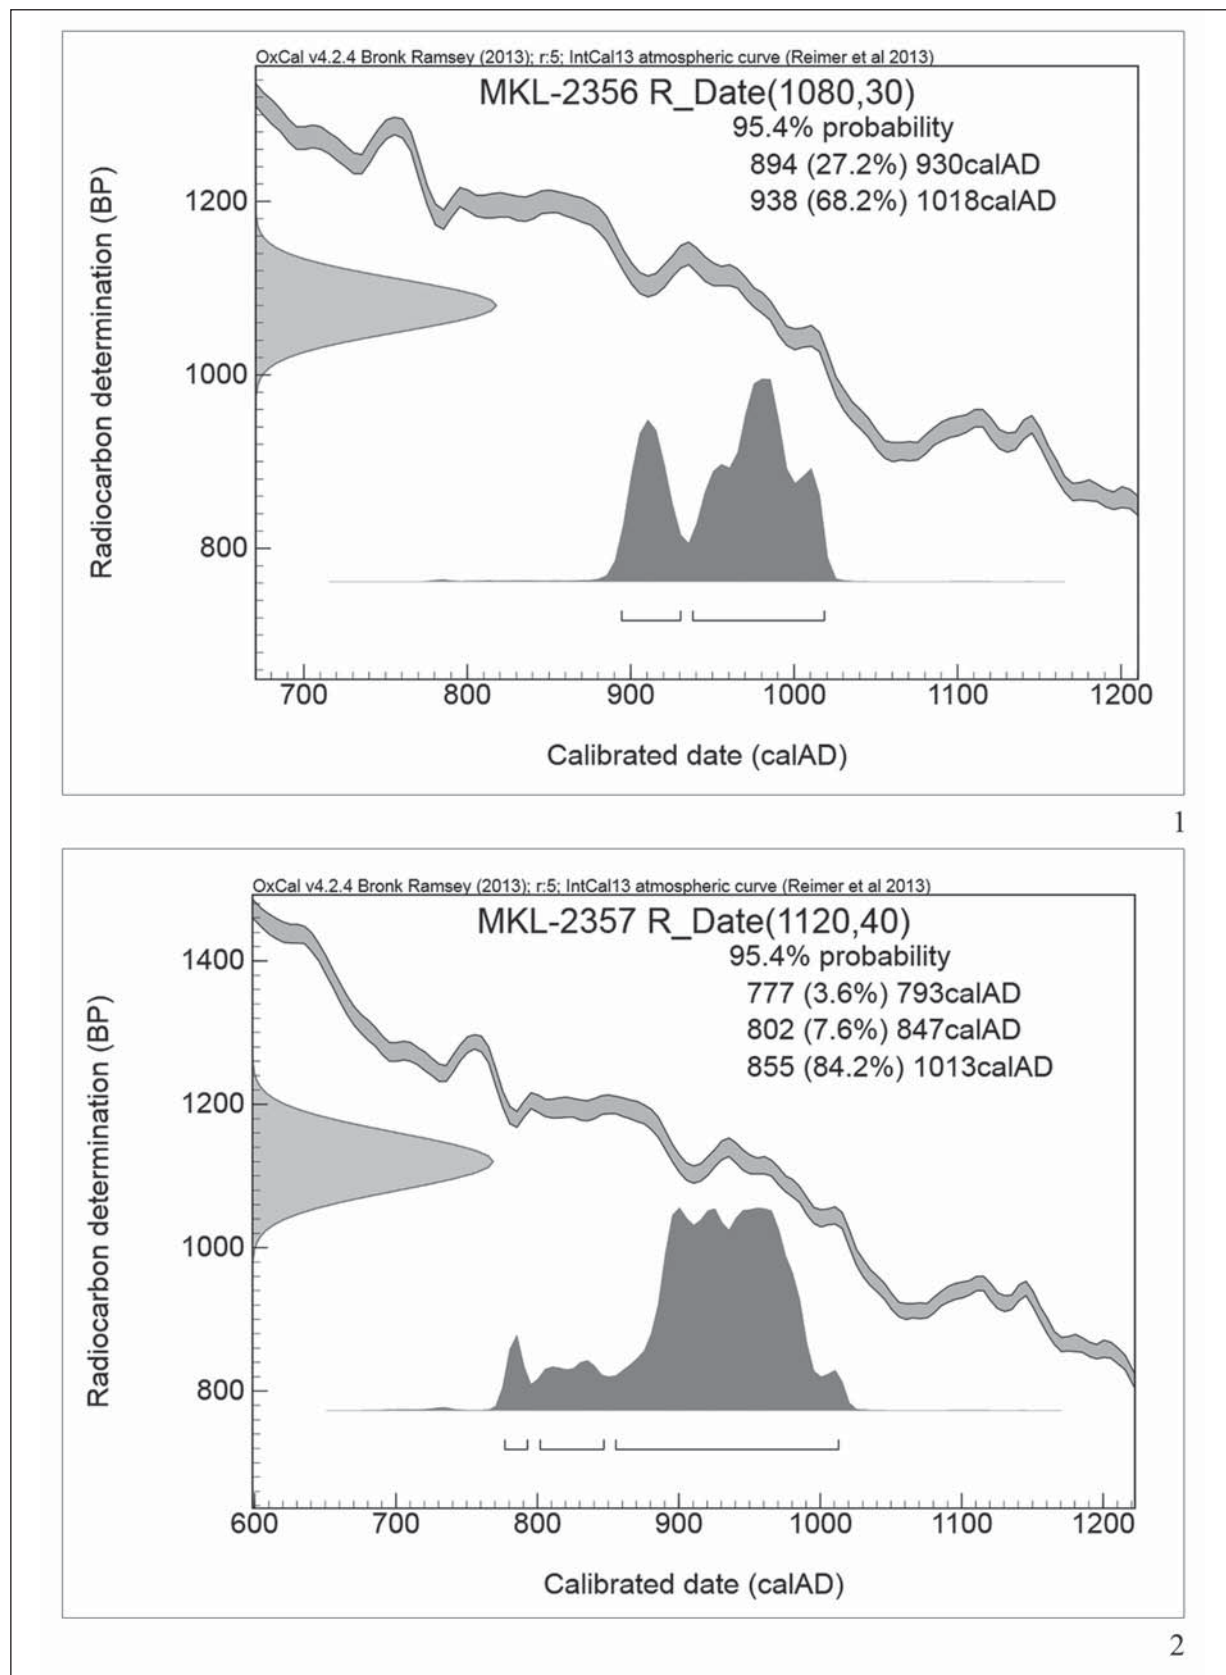 OxCal v4.2.4 Bronk Ramsey (2013); r:5; IntCal13 atmospheric curve (Reimer et al 2013)
MKL-2356 R_Date(1080,30)
95.4% probability
894 (27.2%) 930calAD
938 (68.2%) 1018calAD
Radiocarbon determination (BP)
1200
1000
800
700 800 900 1000 1100 1200
Calibrated date (calAD)
1
OxCal v4.2.4 Bronk Ramsey (2013); r:5; IntCal13 atmospheric curve (Reimer et al 2013)
MKL-2357 R_Date(1120,40)
95.4% probability
777 (3.6%) 793calAD
802 (7.6%) 847calAD
855 (84.2%) 1013calAD
Radiocarbon determination (BP)
1400
1200
1000
800
600 700 800 900 1000 1100 1200
Calibrated date (calAD)
2